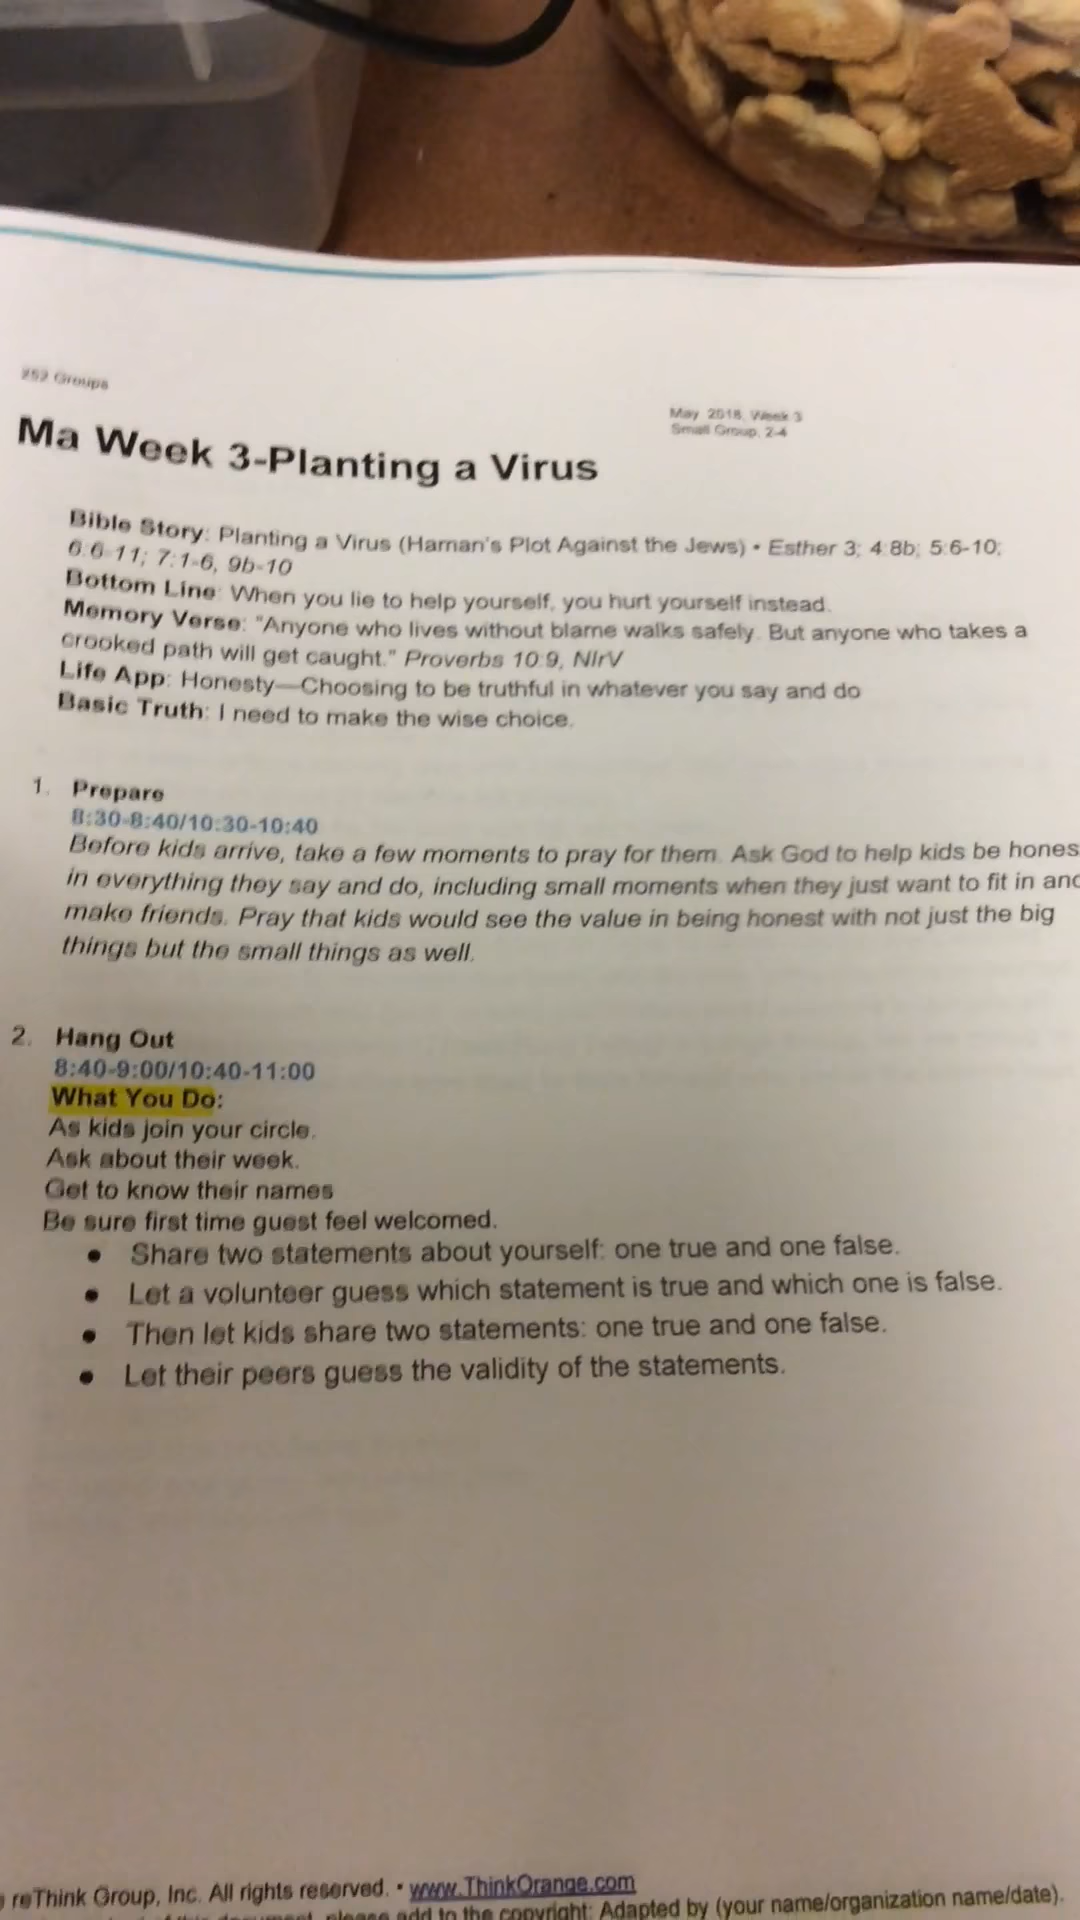 252 Groups
May 2018, Week 3
Small Group, 2-4
Ma Week 3-Planting a Virus
Bible Story: Planting a Virus (Haman's Plot Against the Jews) • Esther 3; 4:8b; 5:6-10;
6:6-11; 7:1-6, 9b-10
Bottom Line: When you lie to help yourself, you hurt yourself instead.
Memory Verse: "Anyone who lives without blame walks safely. But anyone who takes a
crooked path will get caught." Proverbs 10:9, NIrV
Life App: Honesty—Choosing to be truthful in whatever you say and do
Basic Truth: I need to make the wise choice.
1. Prepare
8:30-8:40/10:30-10:40
Before kids arrive, take a few moments to pray for them. Ask God to help kids be hones
in everything they say and do, including small moments when they just want to fit in and
make friends. Pray that kids would see the value in being honest with not just the big
things but the small things as well.
2. Hang Out
8:40-9:00/10:40-11:00
What You Do:
As kids join your circle.
Ask about their week.
Get to know their names
Be sure first time guest feel welcomed.
• Share two statements about yourself: one true and one false.
• Let a volunteer guess which statement is true and which one is false.
• Then let kids share two statements: one true and one false.
• Let their peers guess the validity of the statements.
reThink Group, Inc. All rights reserved. • www.ThinkOrange.com
of this document, please add to the copyright: Adapted by (your name/organization name/date).